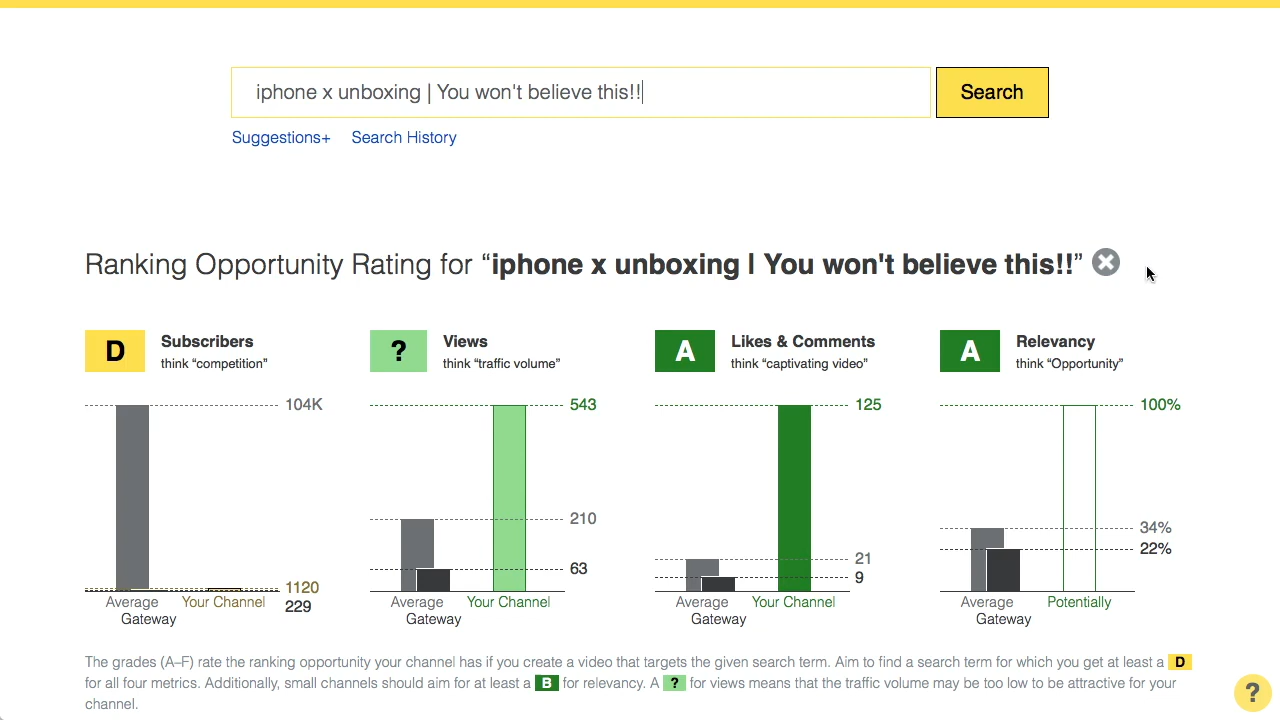 iphone x unboxing | You won't believe this!!
Search
Suggestions+
Search History
Ranking Opportunity Rating for “iphone x unboxing | You won't believe this!!”
D
Subscribers
think “competition”
104K
1120
229
Average
Your Channel
Gateway
?
Views
think “traffic volume”
543
210
63
Average
Your Channel
Gateway
A
Likes & Comments
think “captivating video”
125
21
9
Average
Your Channel
Gateway
A
Relevancy
think “Opportunity”
100%
34%
22%
Average
Potentially
Gateway
The grades (A–F) rate the ranking opportunity your channel has if you create a video that targets the given search term. Aim to find a search term for which you get at least a D
for all four metrics. Additionally, small channels should aim for at least a B for relevancy. A ? for views means that the traffic volume may be too low to be attractive for your
channel.
?